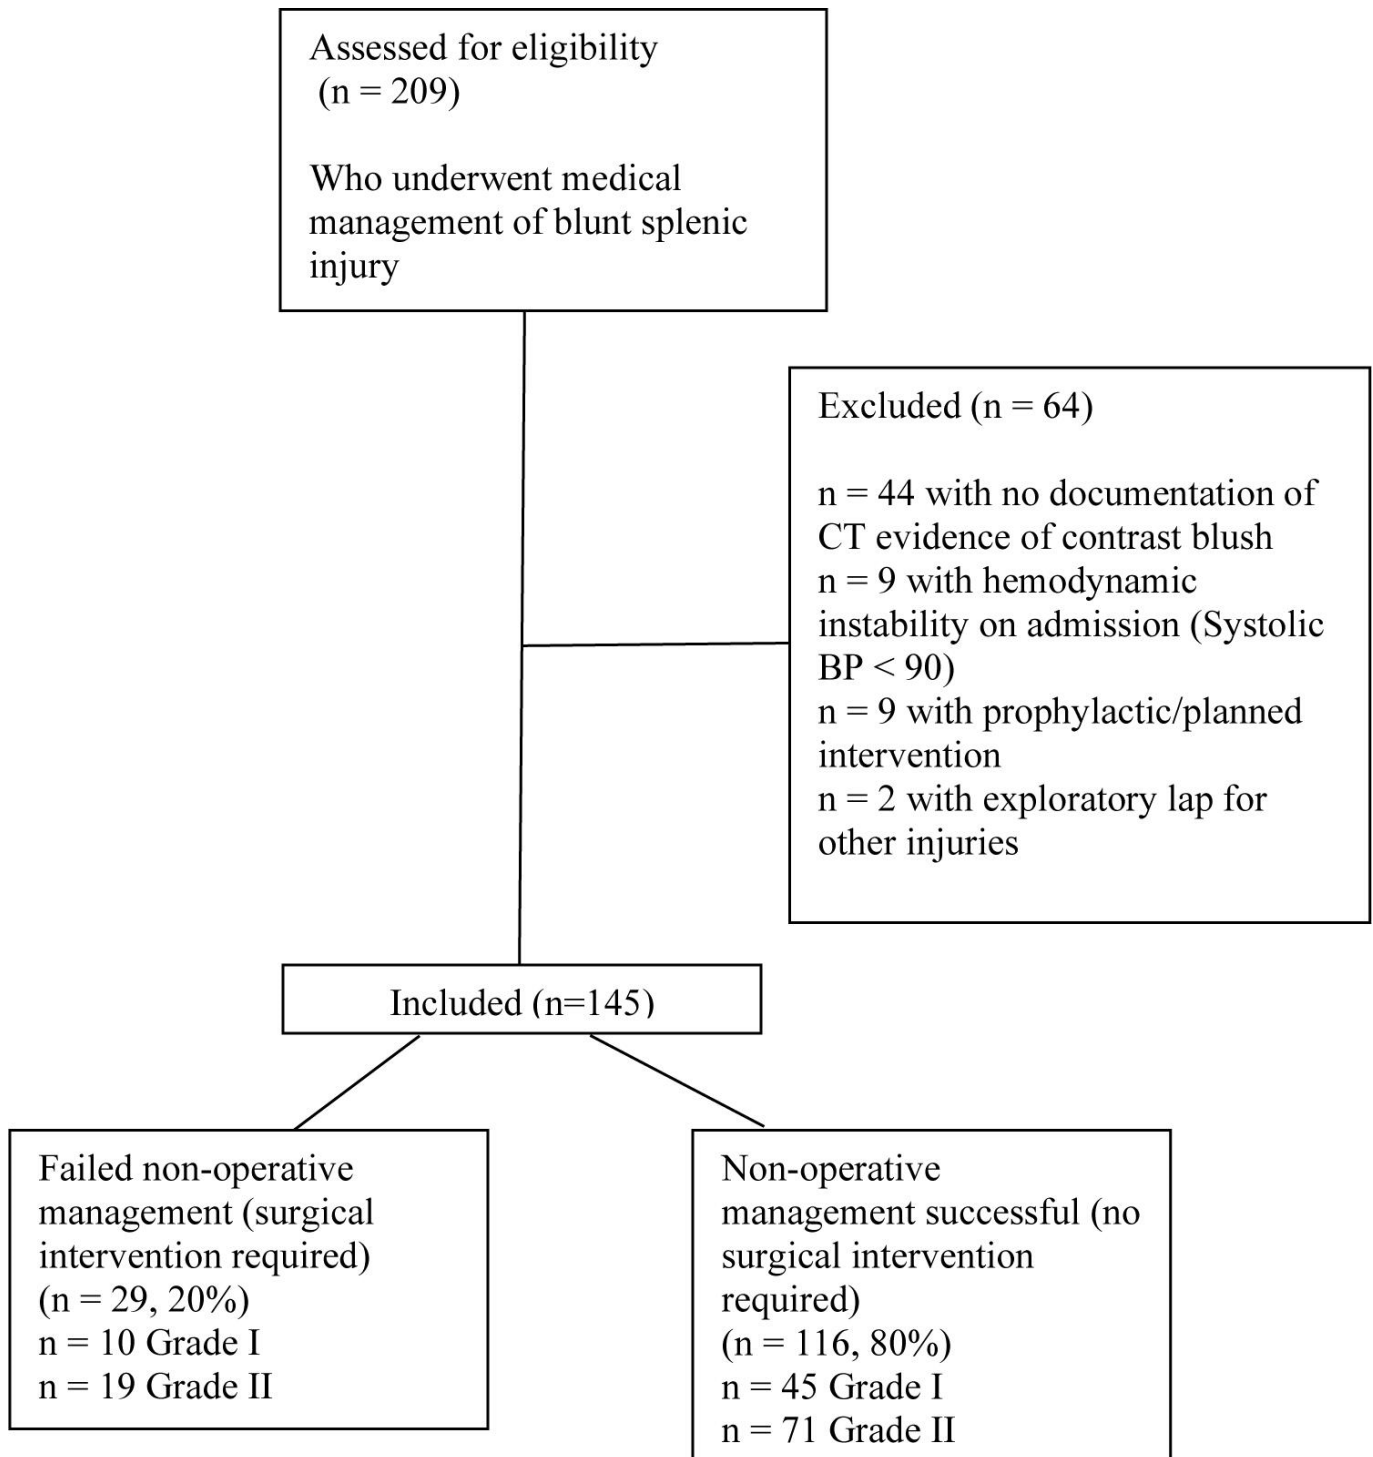 Assessed for eligibility
(n = 209)
Who underwent medical
management of blunt splenic
injury
Excluded (n = 64)
n = 44 with no documentation of
CT evidence of contrast blush
n = 9 with hemodynamic
instability on admission (Systolic
BP < 90)
n = 9 with prophylactic/planned
intervention
n = 2 with exploratory lap for
other injuries
Included (n=145)
Failed non-operative
management (surgical
intervention required)
(n = 29, 20%)
n = 10 Grade I
n = 19 Grade II
Non-operative
management successful (no
surgical intervention
required)
(n = 116, 80%)
n = 45 Grade I
n = 71 Grade II